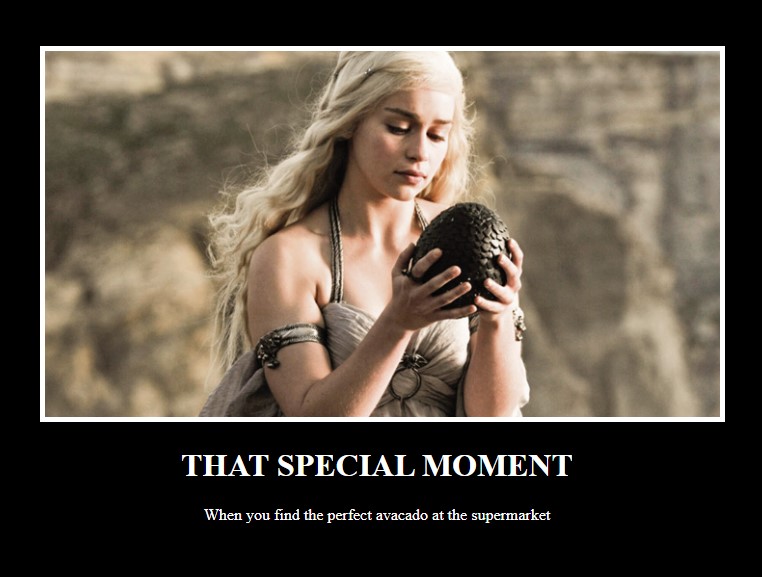 THAT SPECIAL MOMENT
When you find the perfect avacado at the supermarket